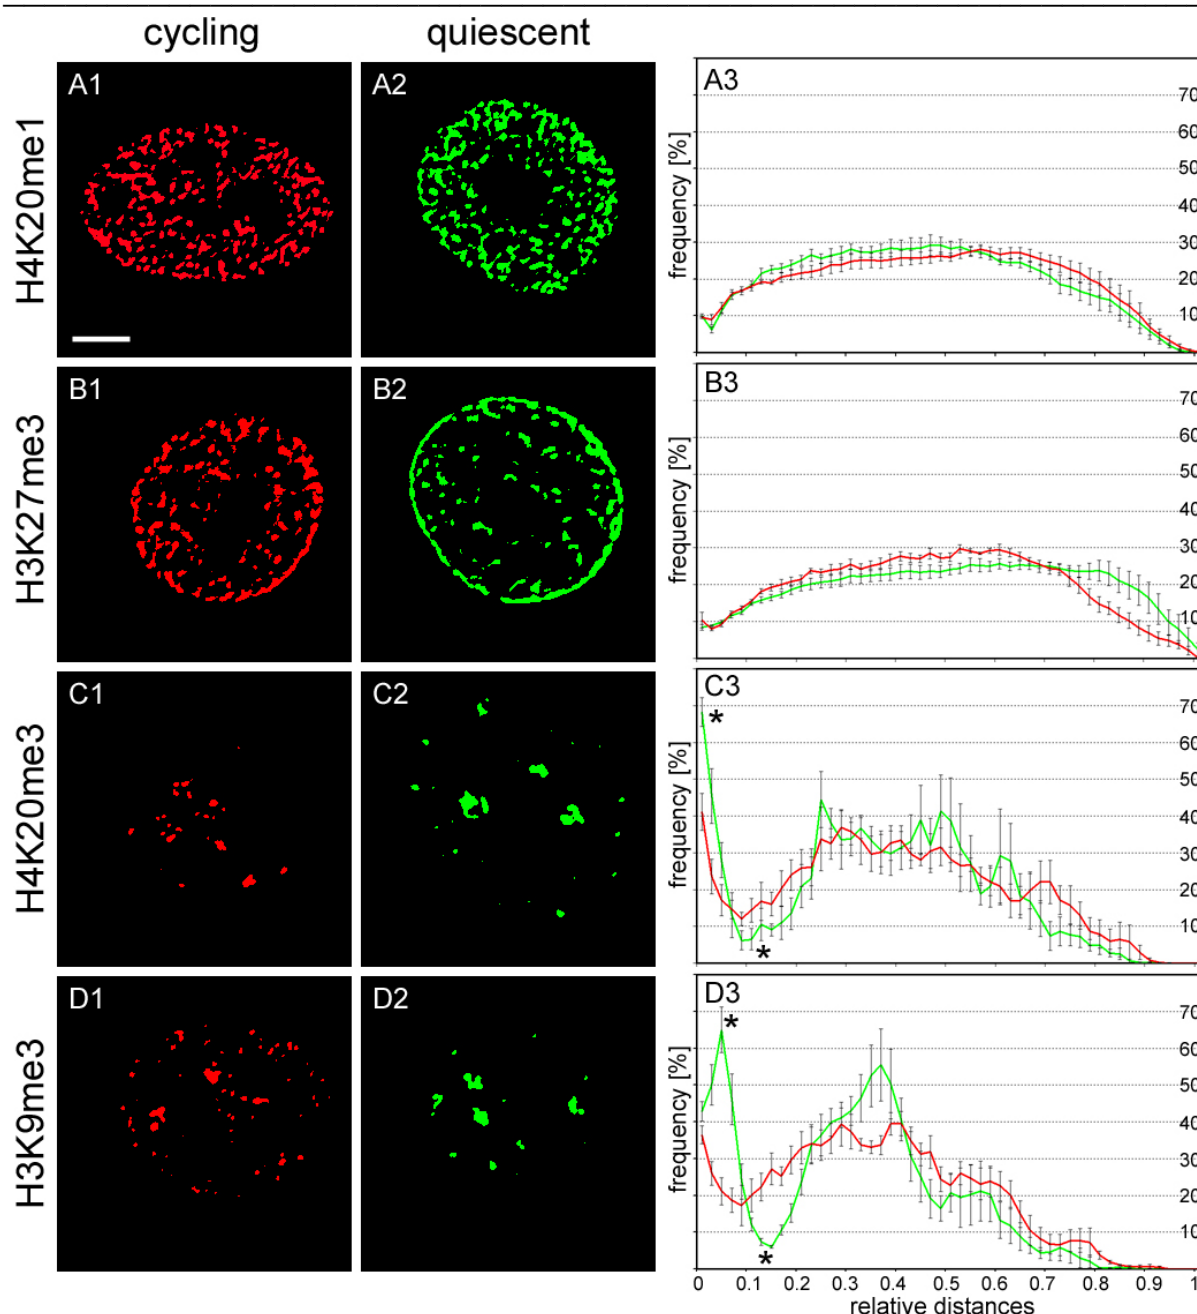 cycling quiescent
H4K20me1
A1 A2 A3
frequency [%]
70
60
50
40
30
20
10
H3K27me3
B1 B2 B3
frequency [%]
70
60
50
40
30
20
10
H4K20me3
C1 C2 C3
frequency [%]
70
60
50
40
30
20
10
*
*
H3K9me3
D1 D2 D3
frequency [%]
70
60
50
40
30
20
10
*
*
0 0.1 0.2 0.3 0.4 0.5 0.6 0.7 0.8 0.9 1
relative distances